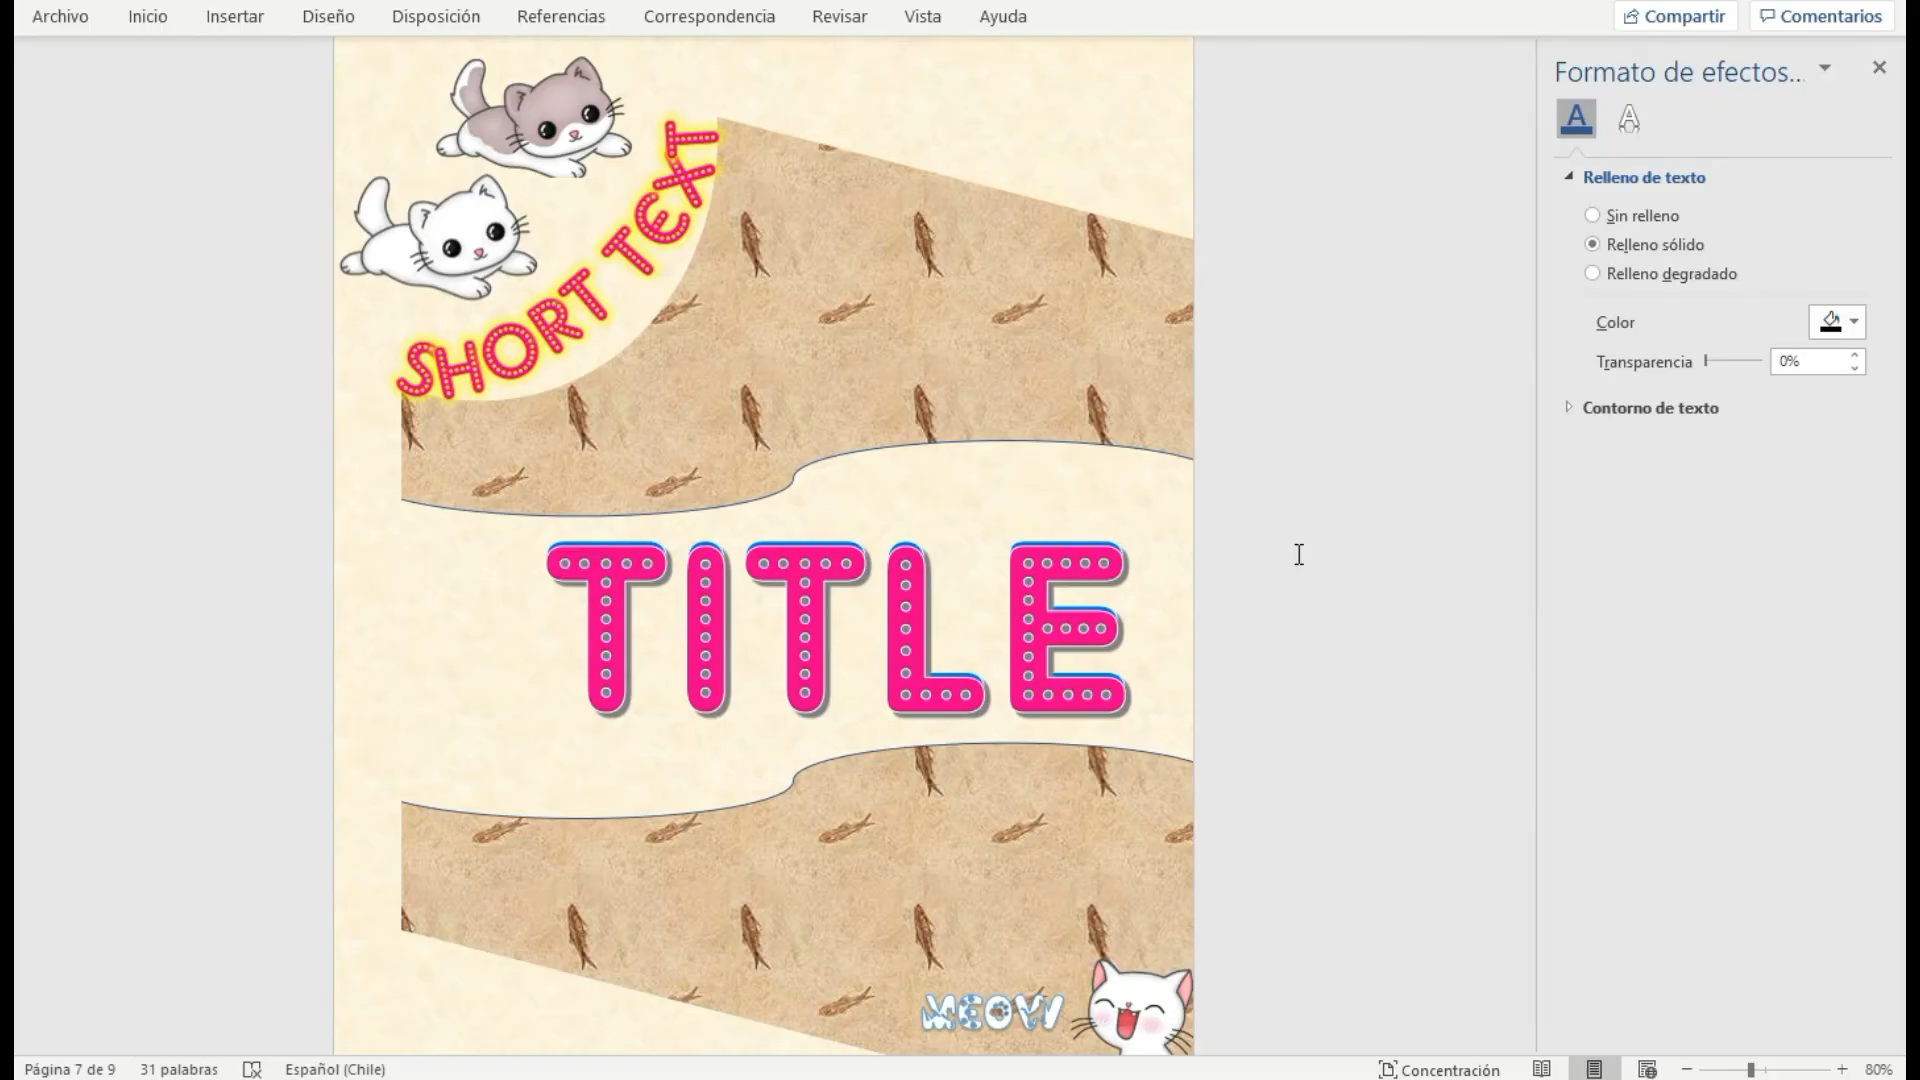 Archivo Inicio Insertar Diseño Disposición Referencias Correspondencia Revisar Vista Ayuda Compartir Comentarios
Formato de efectos...
Relleno de texto
Sin relleno
Relleno sólido
Relleno degradado
Color
Transparencia 0%
Contorno de texto
SHORT TEXT
TITLE
MEOW
Página 7 de 9 31 palabras Español (Chile) Concentración 80%